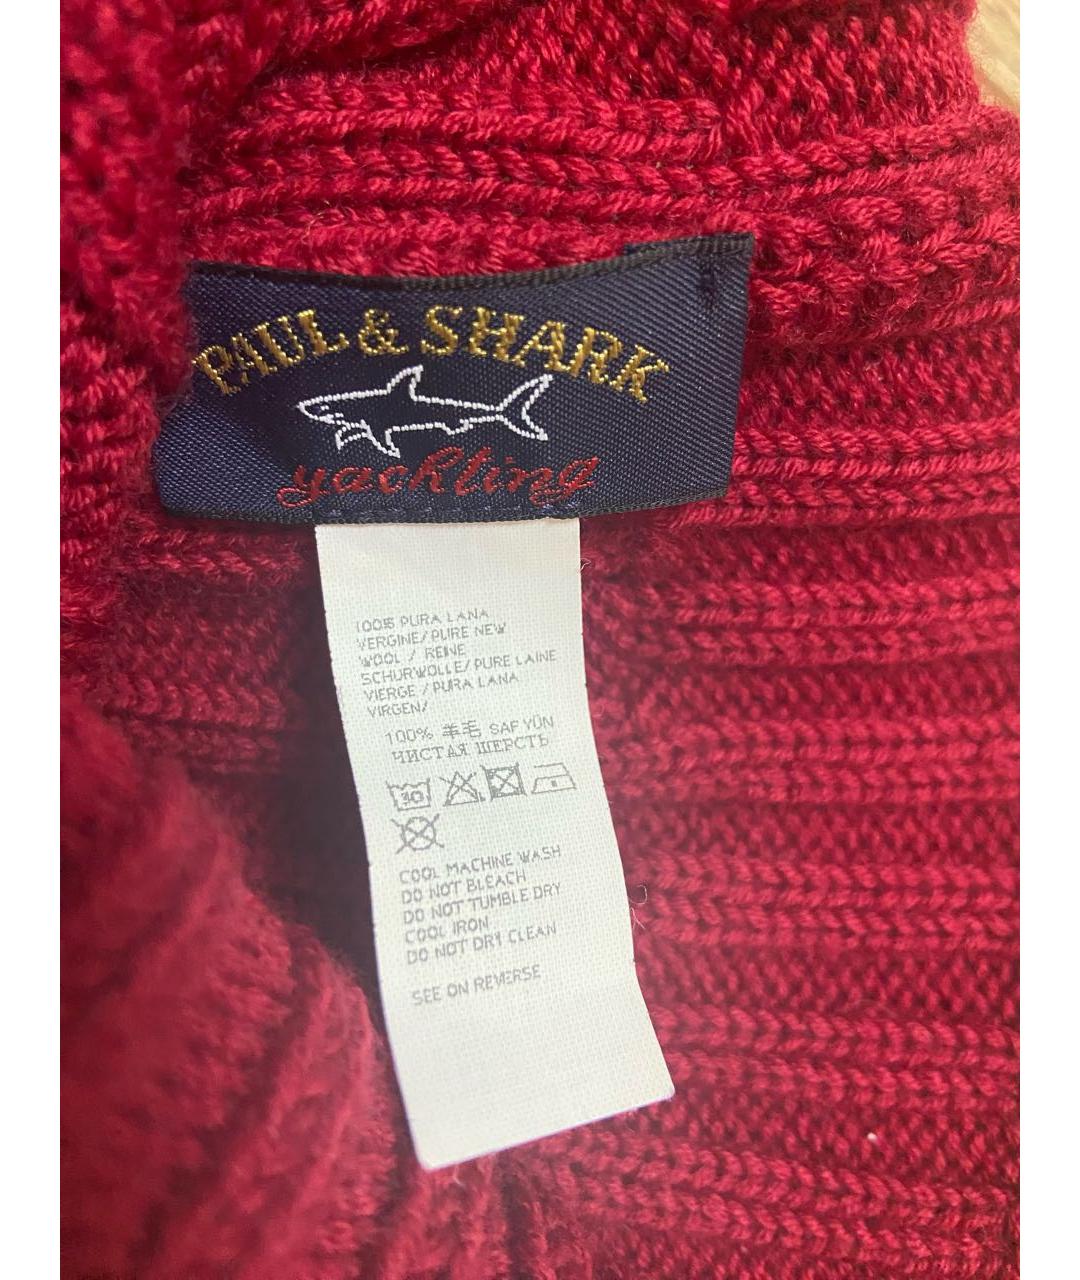 PAUL & SHARK
yachting
100% PURA LANA
VERGINE/ PURE NEW
WOOL / REINE
SCHURWOLLE/ PURE LAINE
VIERGE / PURA LANA
VIRGEN/
100% 羊毛 SAF YÜN
ЧИСТАЯ ШЕРСТЬ
30
COOL MACHINE WASH
DO NOT BLEACH
DO NOT TUMBLE DRY
COOL IRON
DO NOT DRY CLEAN
SEE ON REVERSE